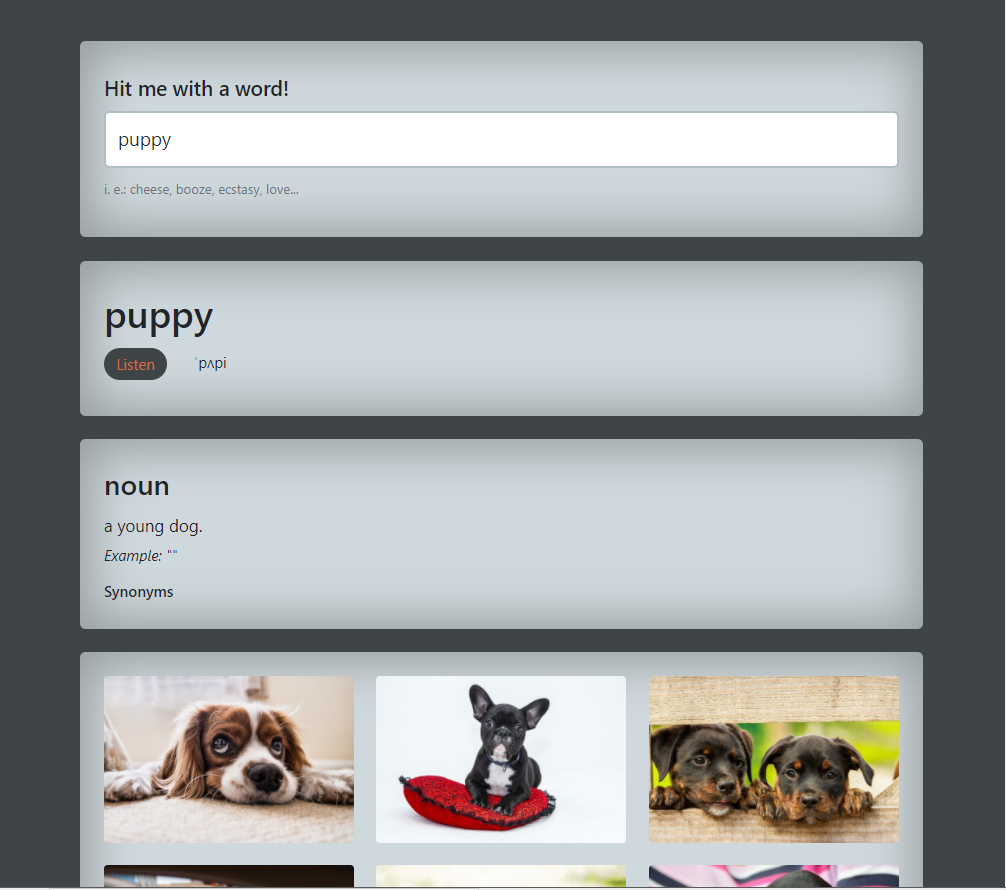 Hit me with a word!
puppy
i. e.: cheese, booze, ecstasy, love...
puppy
Listen ˈpʌpi
noun
a young dog.
Example: ""
Synonyms